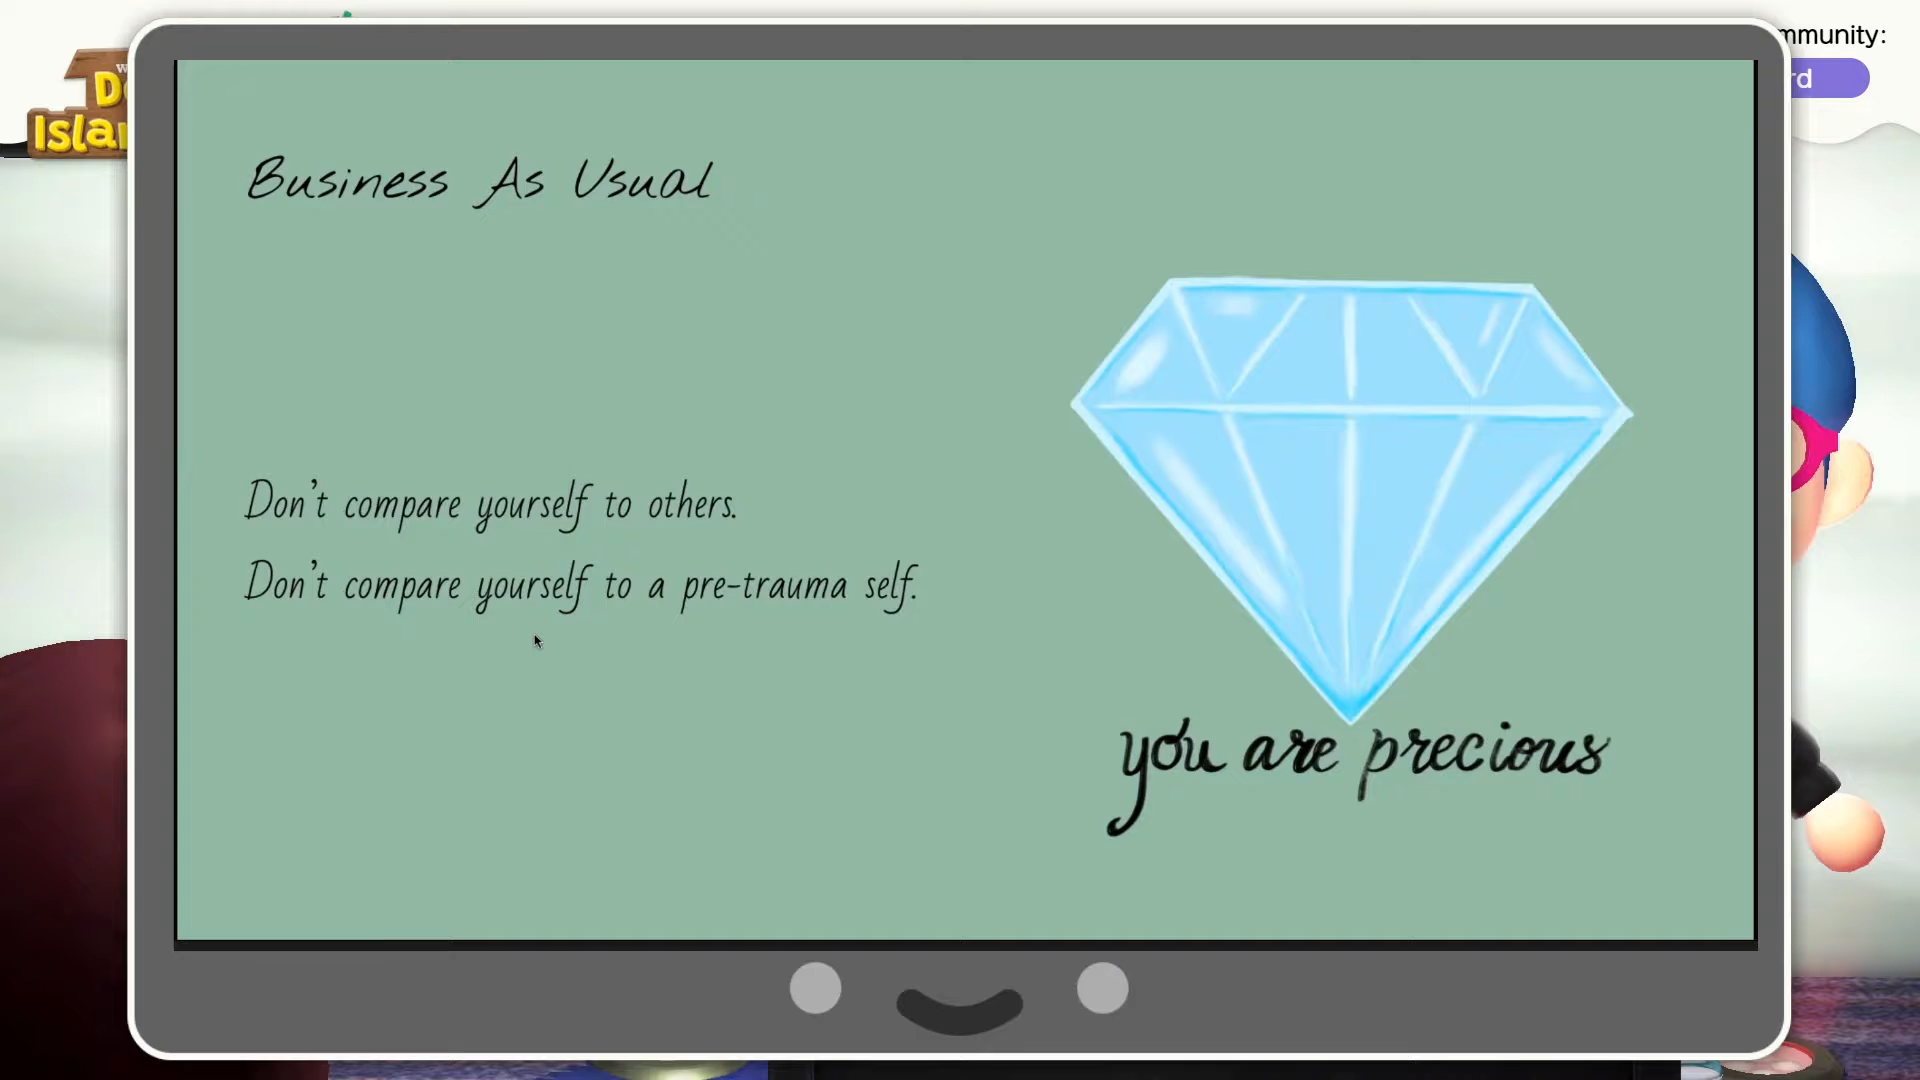 mmunity:
rd
Business As Usual
Don't compare yourself to others.
Don't compare yourself to a pre-trauma self.
you are precious